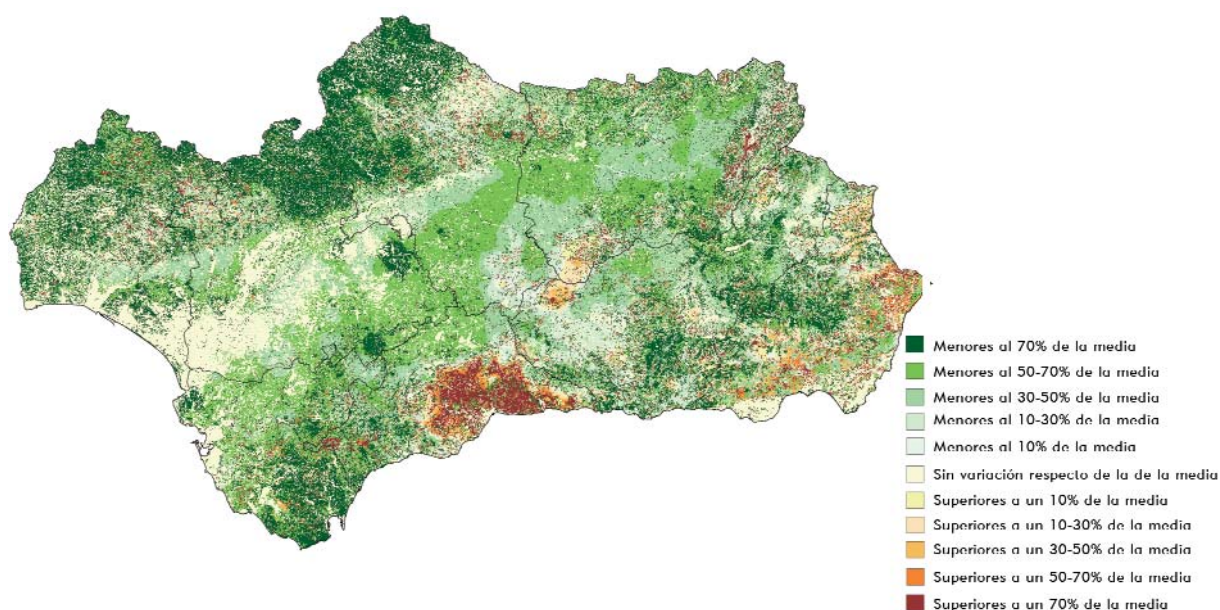 Menores al 70% de la media
Menores al 50-70% de la media
Menores al 30-50% de la media
Menores al 10-30% de la media
Menores al 10% de la media
Sin variación respecto de la de la media
Superiores a un 10% de la media
Superiores a un 10-30% de la media
Superiores a un 30-50% de la media
Superiores a un 50-70% de la media
Superiores a un 70% de la media